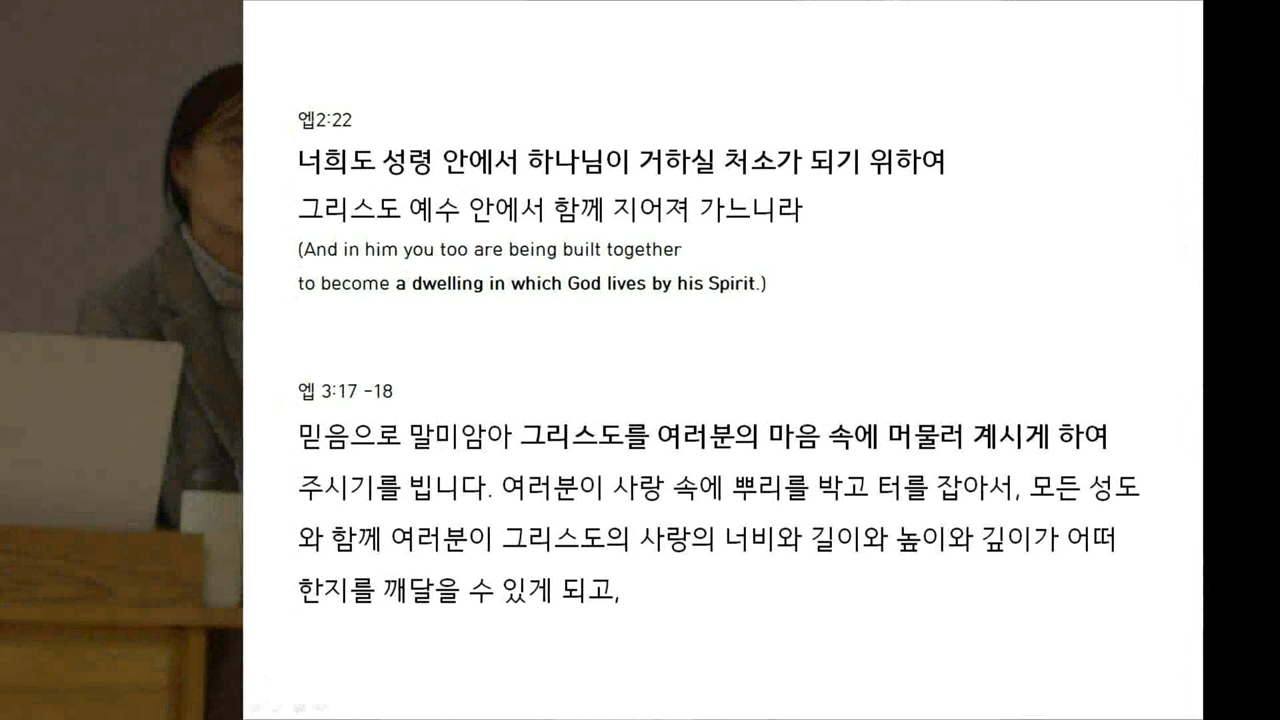 엡2:22
너희도 성령 안에서 하나님이 거하실 처소가 되기 위하여
그리스도 예수 안에서 함께 지어져 가느니라
(And in him you too are being built together
to become a dwelling in which God lives by his Spirit.)
엡 3:17 -18
믿음으로 말미암아 그리스도를 여러분의 마음 속에 머물러 계시게 하여
주시기를 빕니다. 여러분이 사랑 속에 뿌리를 박고 터를 잡아서, 모든 성도
와 함께 여러분이 그리스도의 사랑의 너비와 길이와 높이와 깊이가 어떠
한지를 깨달을 수 있게 되고,